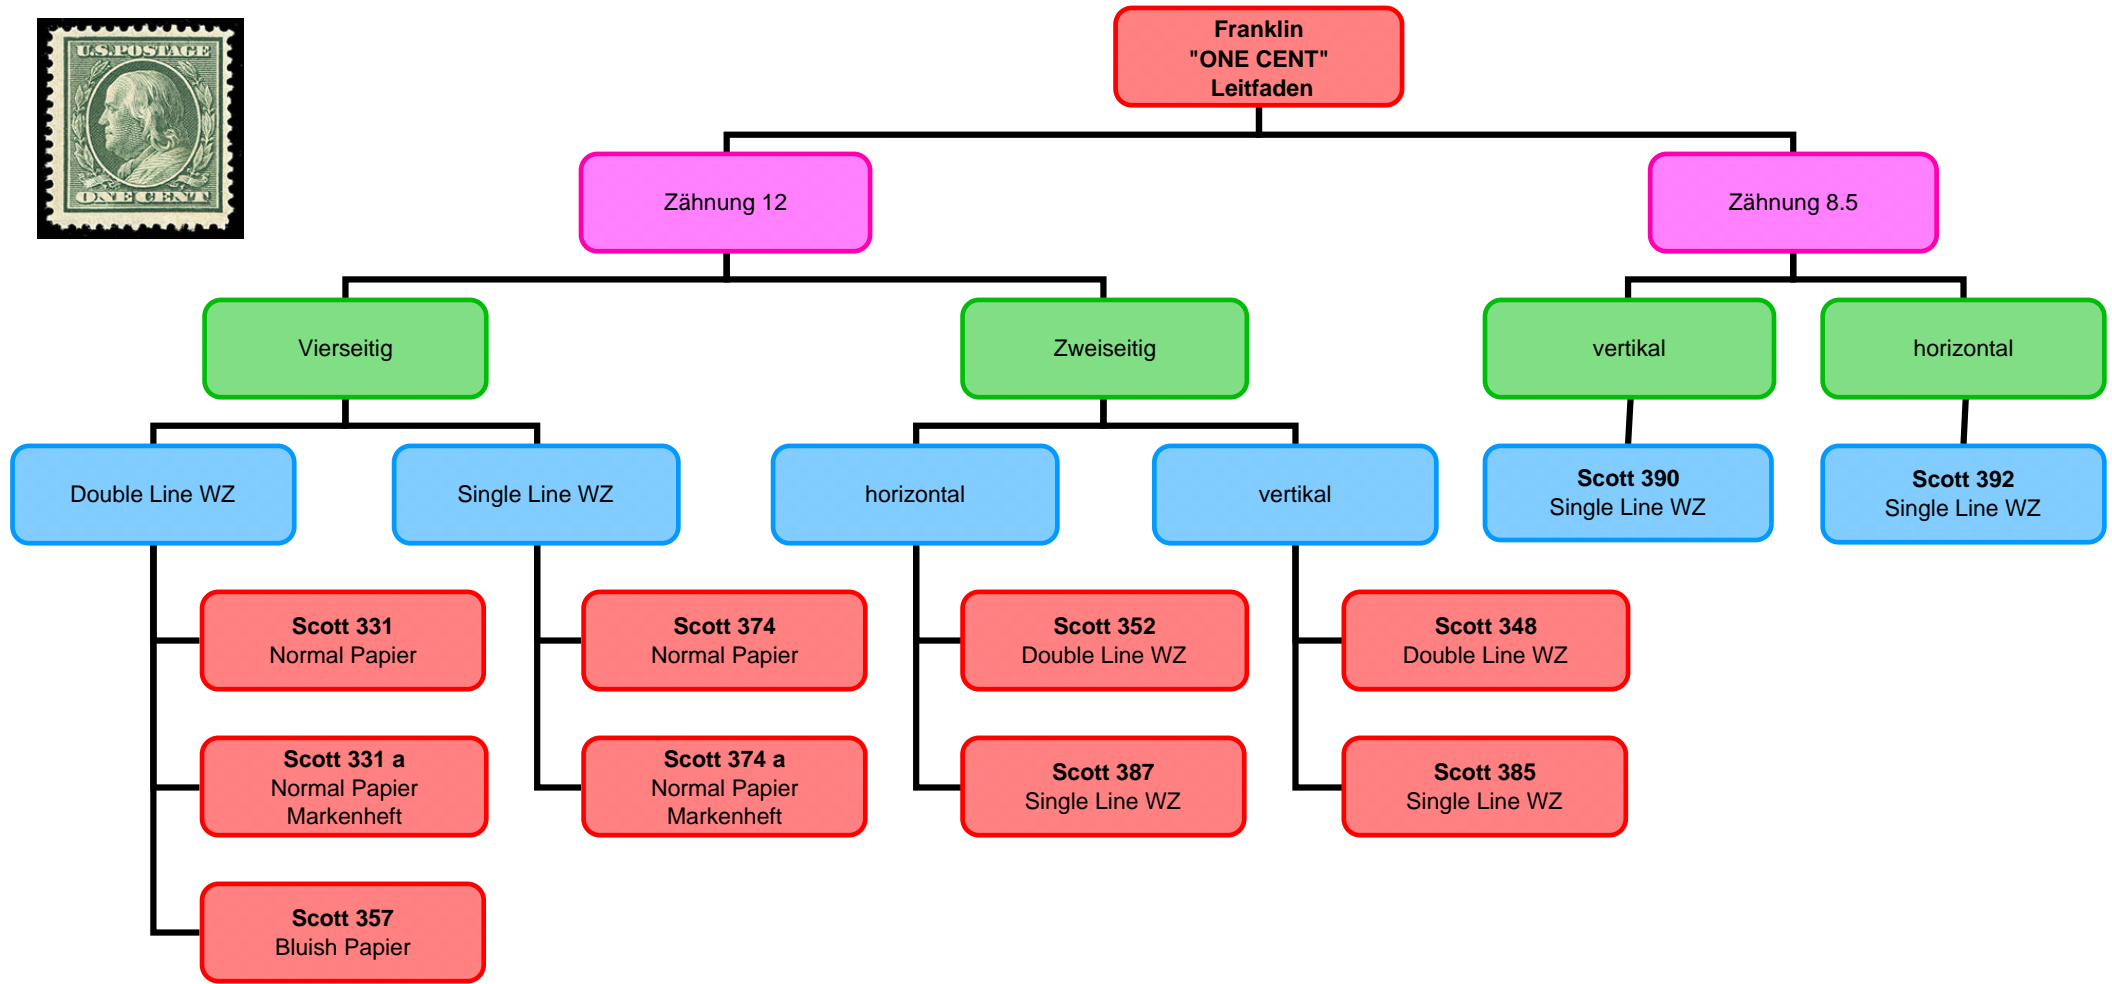 U.S.POSTAGE
ONE CENT
Franklin
"ONE CENT"
Leitfaden
Zähnung 12
Zähnung 8.5
Vierseitig
Zweiseitig
vertikal
horizontal
Double Line WZ
Single Line WZ
horizontal
vertikal
Scott 390
Single Line WZ
Scott 392
Single Line WZ
Scott 331
Normal Papier
Scott 374
Normal Papier
Scott 352
Double Line WZ
Scott 348
Double Line WZ
Scott 331 a
Normal Papier
Markenheft
Scott 374 a
Normal Papier
Markenheft
Scott 387
Single Line WZ
Scott 385
Single Line WZ
Scott 357
Bluish Papier